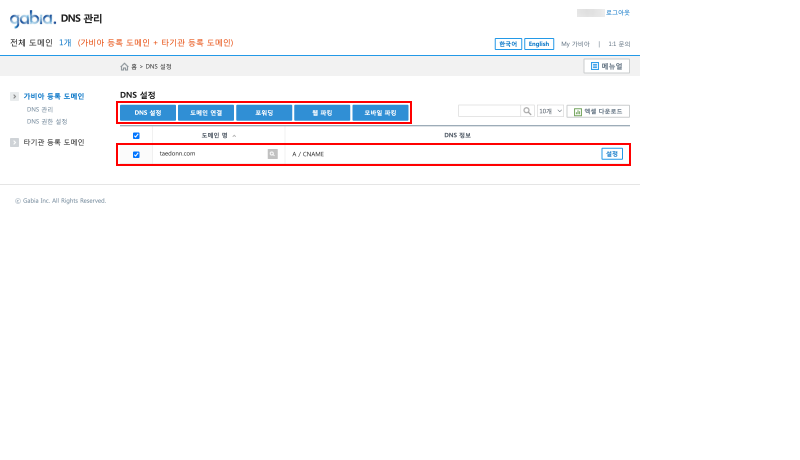 gabia. DNS 관리
로그아웃
전체 도메인 1개 (가비아 등록 도메인 + 타기관 등록 도메인)
한국어 English My 가비아 | 1:1 문의
홈 > DNS 설정
메뉴얼
가비아 등록 도메인
DNS 관리
DNS 권한 설정
타기관 등록 도메인
DNS 설정
DNS 설정 도메인 연결 포워딩 웹 파킹 모바일 파킹
10개 엑셀 다운로드
도메인 명 DNS 정보
taedonn.com A / CNAME 설정
ⓒ Gabia Inc. All Rights Reserved.